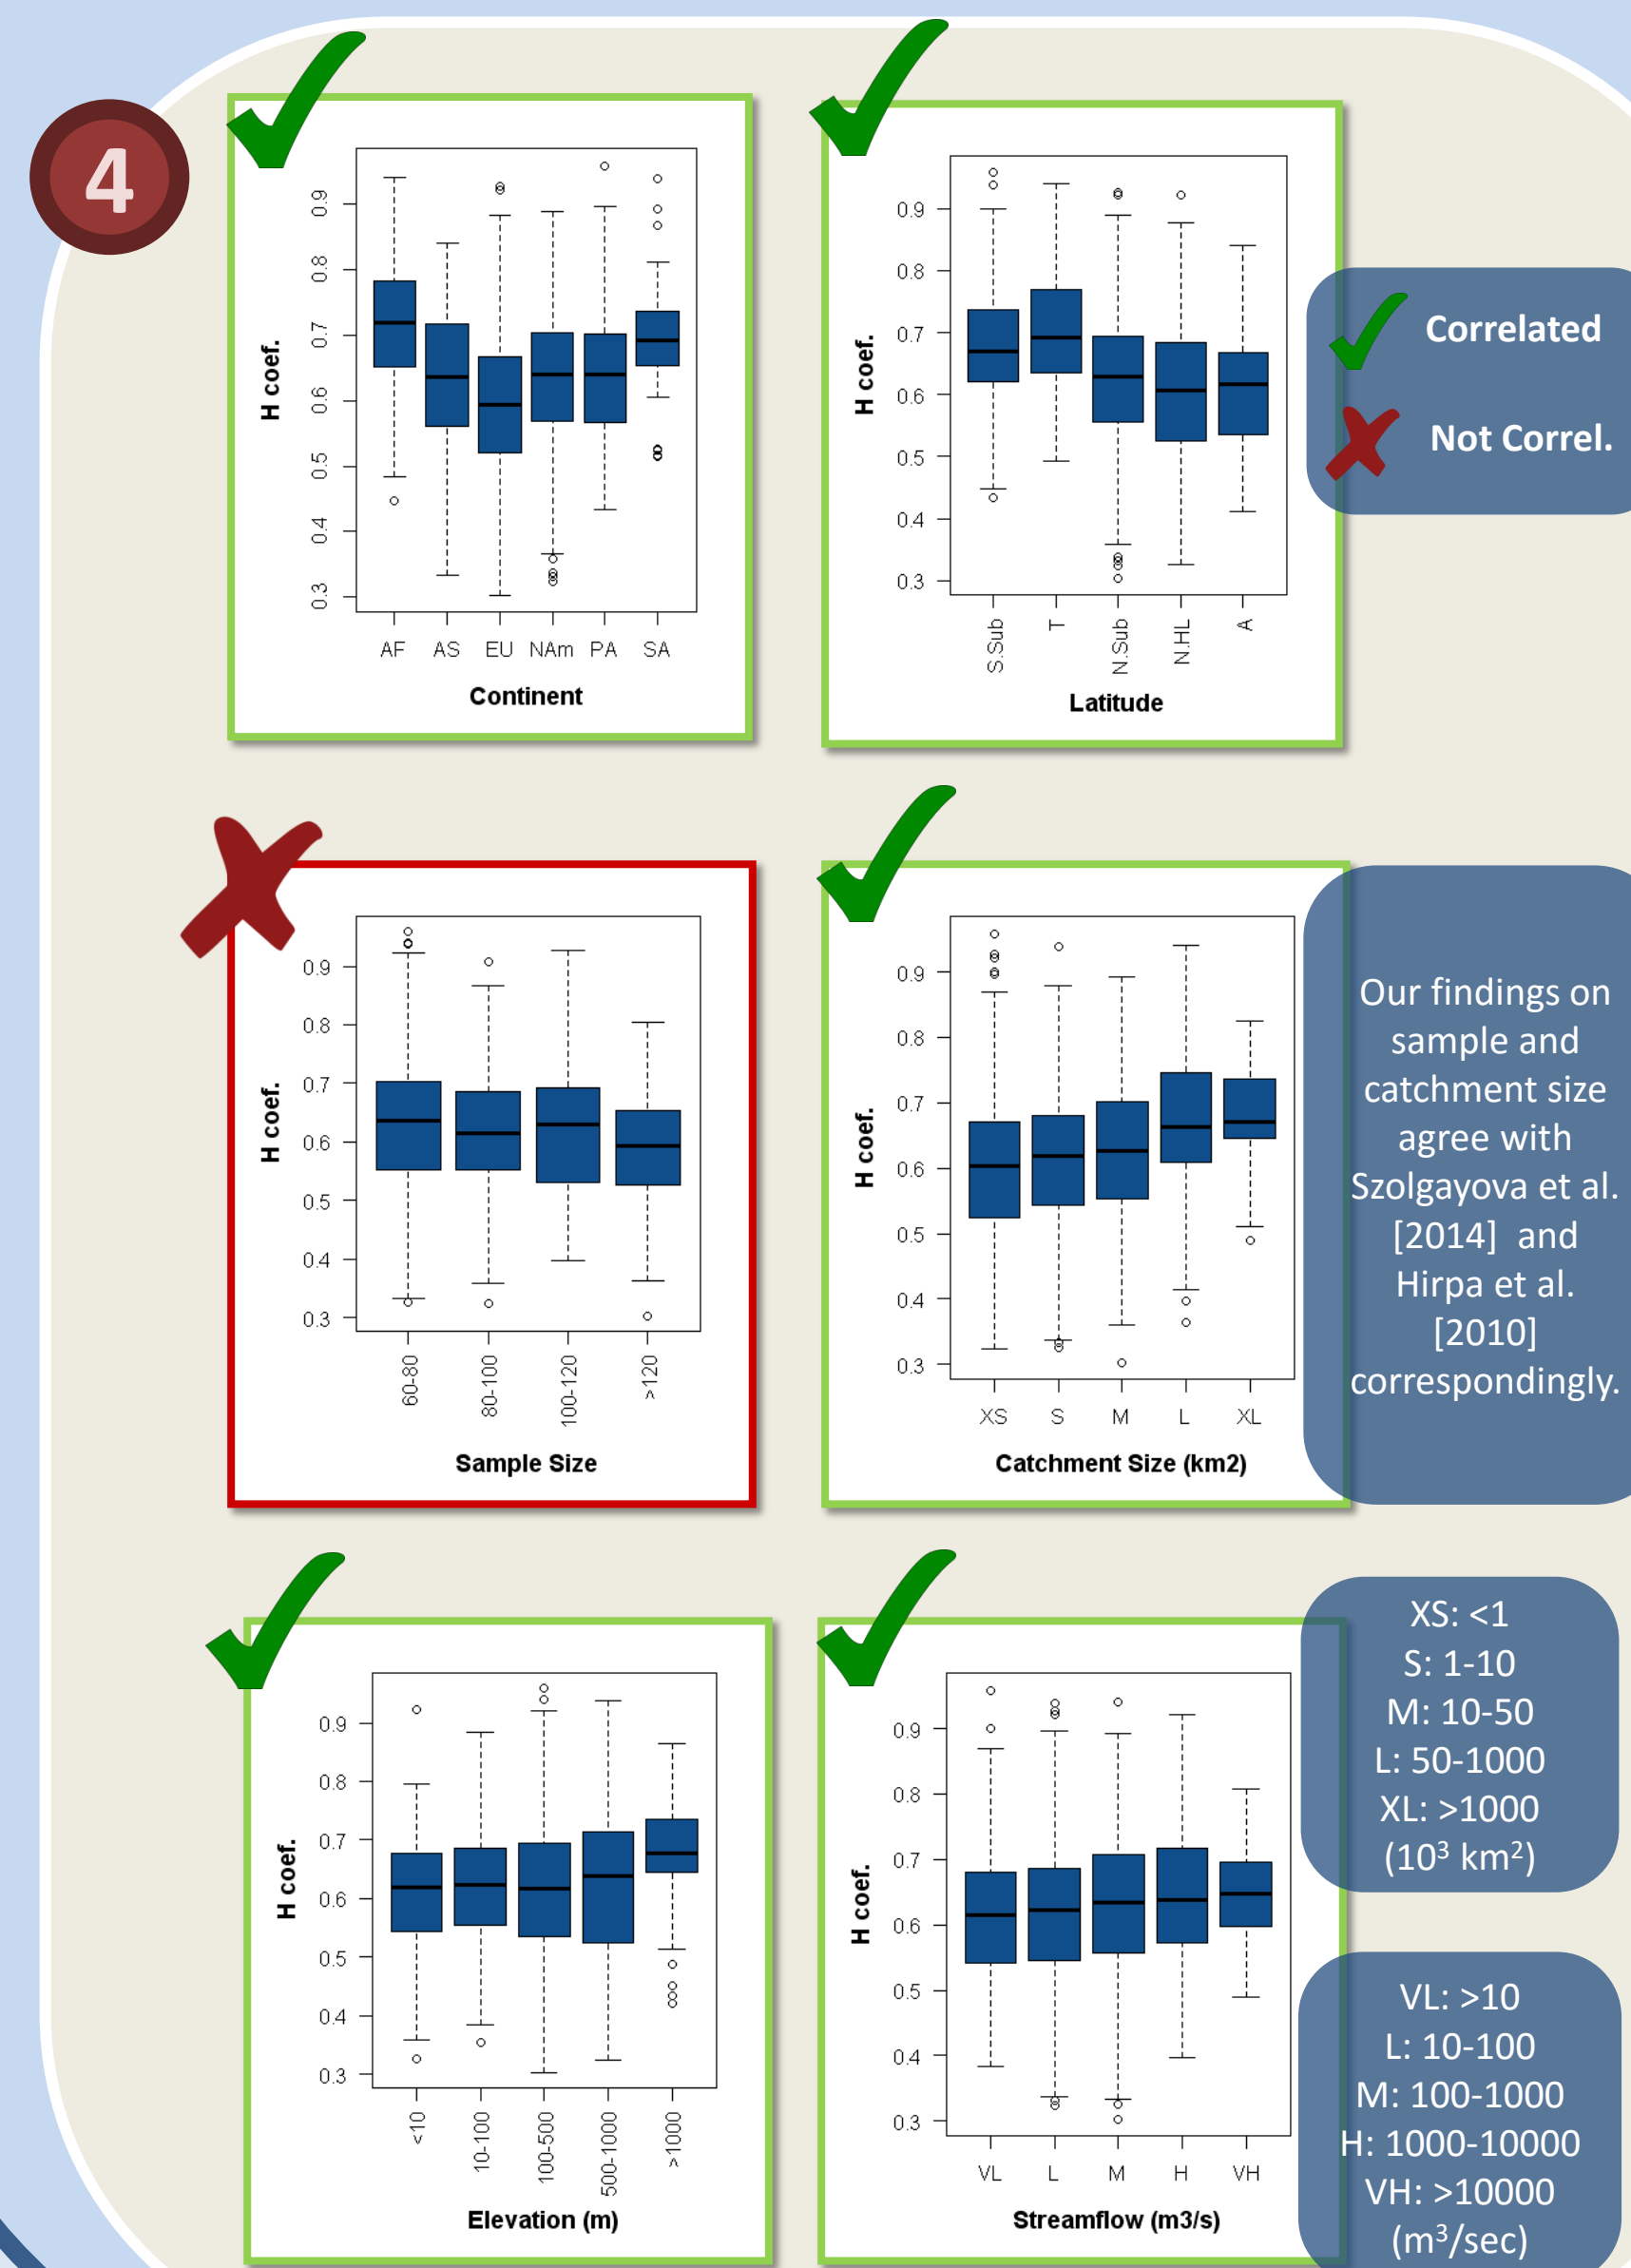 4
0.9
0.8
0.7
0.6
0.5
0.4
0.3
H coef.
AF AS EU NAm PA SA
Continent
0.9
0.8
0.7
0.6
0.5
0.4
0.3
H coef.
S.Sub T N.Sub N.HL A
Latitude
Correlated
Not Correl.
0.9
0.8
0.7
0.6
0.5
0.4
0.3
H coef.
60-80 80-100 100-120 >120
Sample Size
0.9
0.8
0.7
0.6
0.5
0.4
0.3
H coef.
XS S M L XL
Catchment Size (km2)
Our findings on
sample and
catchment size
agree with
Szolgayova et al.
[2014] and
Hirpa et al.
[2010]
correspondingly.
0.9
0.8
0.7
0.6
0.5
0.4
0.3
H coef.
<10 10-100 100-500 500-1000 >1000
Elevation (m)
0.9
0.8
0.7
0.6
0.5
0.4
0.3
H coef.
VL L M H VH
Streamflow (m3/s)
XS: <1
S: 1-10
M: 10-50
L: 50-1000
XL: >1000
(10³ km²)
VL: >10
L: 10-100
M: 100-1000
H: 1000-10000
VH: >10000
(m³/sec)